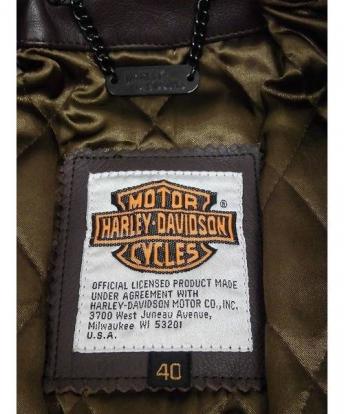 MOTOR
HARLEY-DAVIDSON
CYCLES
®
OFFICIAL LICENSED PRODUCT MADE
UNDER AGREEMENT WITH
HARLEY-DAVIDSON MOTOR CO., INC.
3700 West Juneau Avenue,
Milwaukee WI 53201
U.S.A.
40